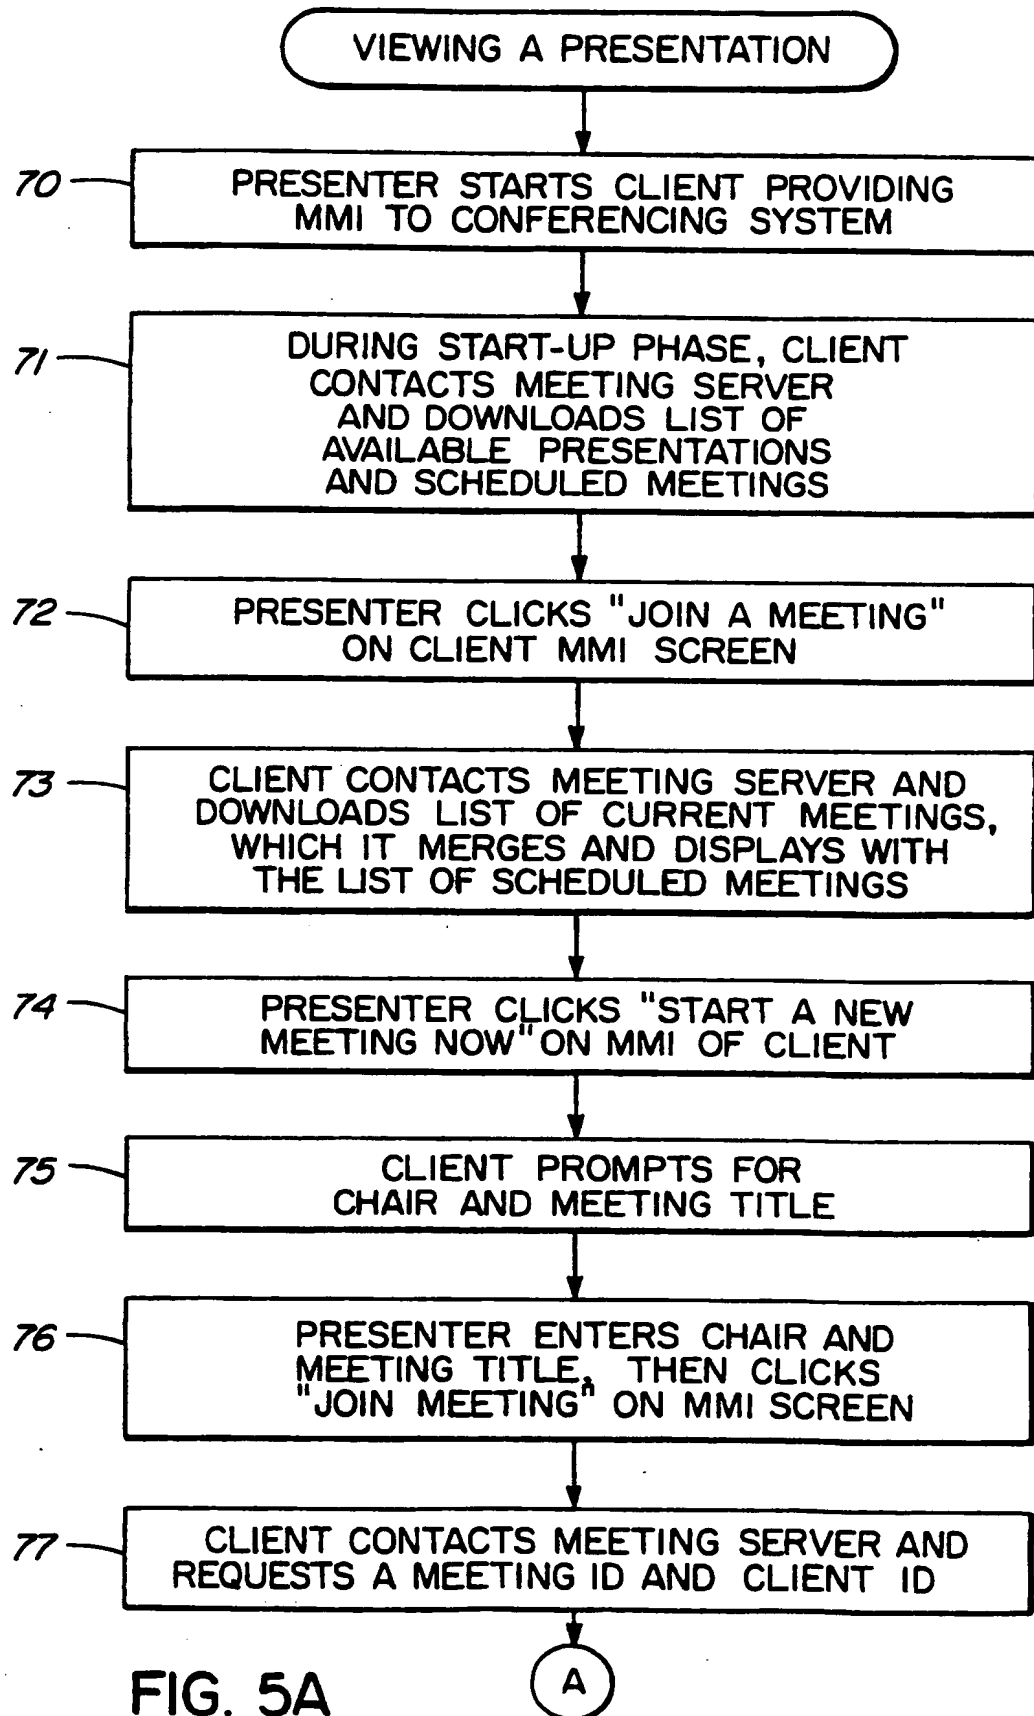 VIEWING A PRESENTATION
70
PRESENTER STARTS CLIENT PROVIDING
MMI TO CONFERENCING SYSTEM
71
DURING START-UP PHASE, CLIENT
CONTACTS MEETING SERVER
AND DOWNLOADS LIST OF
AVAILABLE PRESENTATIONS
AND SCHEDULED MEETINGS
72
PRESENTER CLICKS "JOIN A MEETING"
ON CLIENT MMI SCREEN
73
CLIENT CONTACTS MEETING SERVER AND
DOWNLOADS LIST OF CURRENT MEETINGS,
WHICH IT MERGES AND DISPLAYS WITH
THE LIST OF SCHEDULED MEETINGS
74
PRESENTER CLICKS "START A NEW
MEETING NOW" ON MMI OF CLIENT
75
CLIENT PROMPTS FOR
CHAIR AND MEETING TITLE
76
PRESENTER ENTERS CHAIR AND
MEETING TITLE, THEN CLICKS
"JOIN MEETING" ON MMI SCREEN
77
CLIENT CONTACTS MEETING SERVER AND
REQUESTS A MEETING ID AND CLIENT ID
A
FIG. 5A